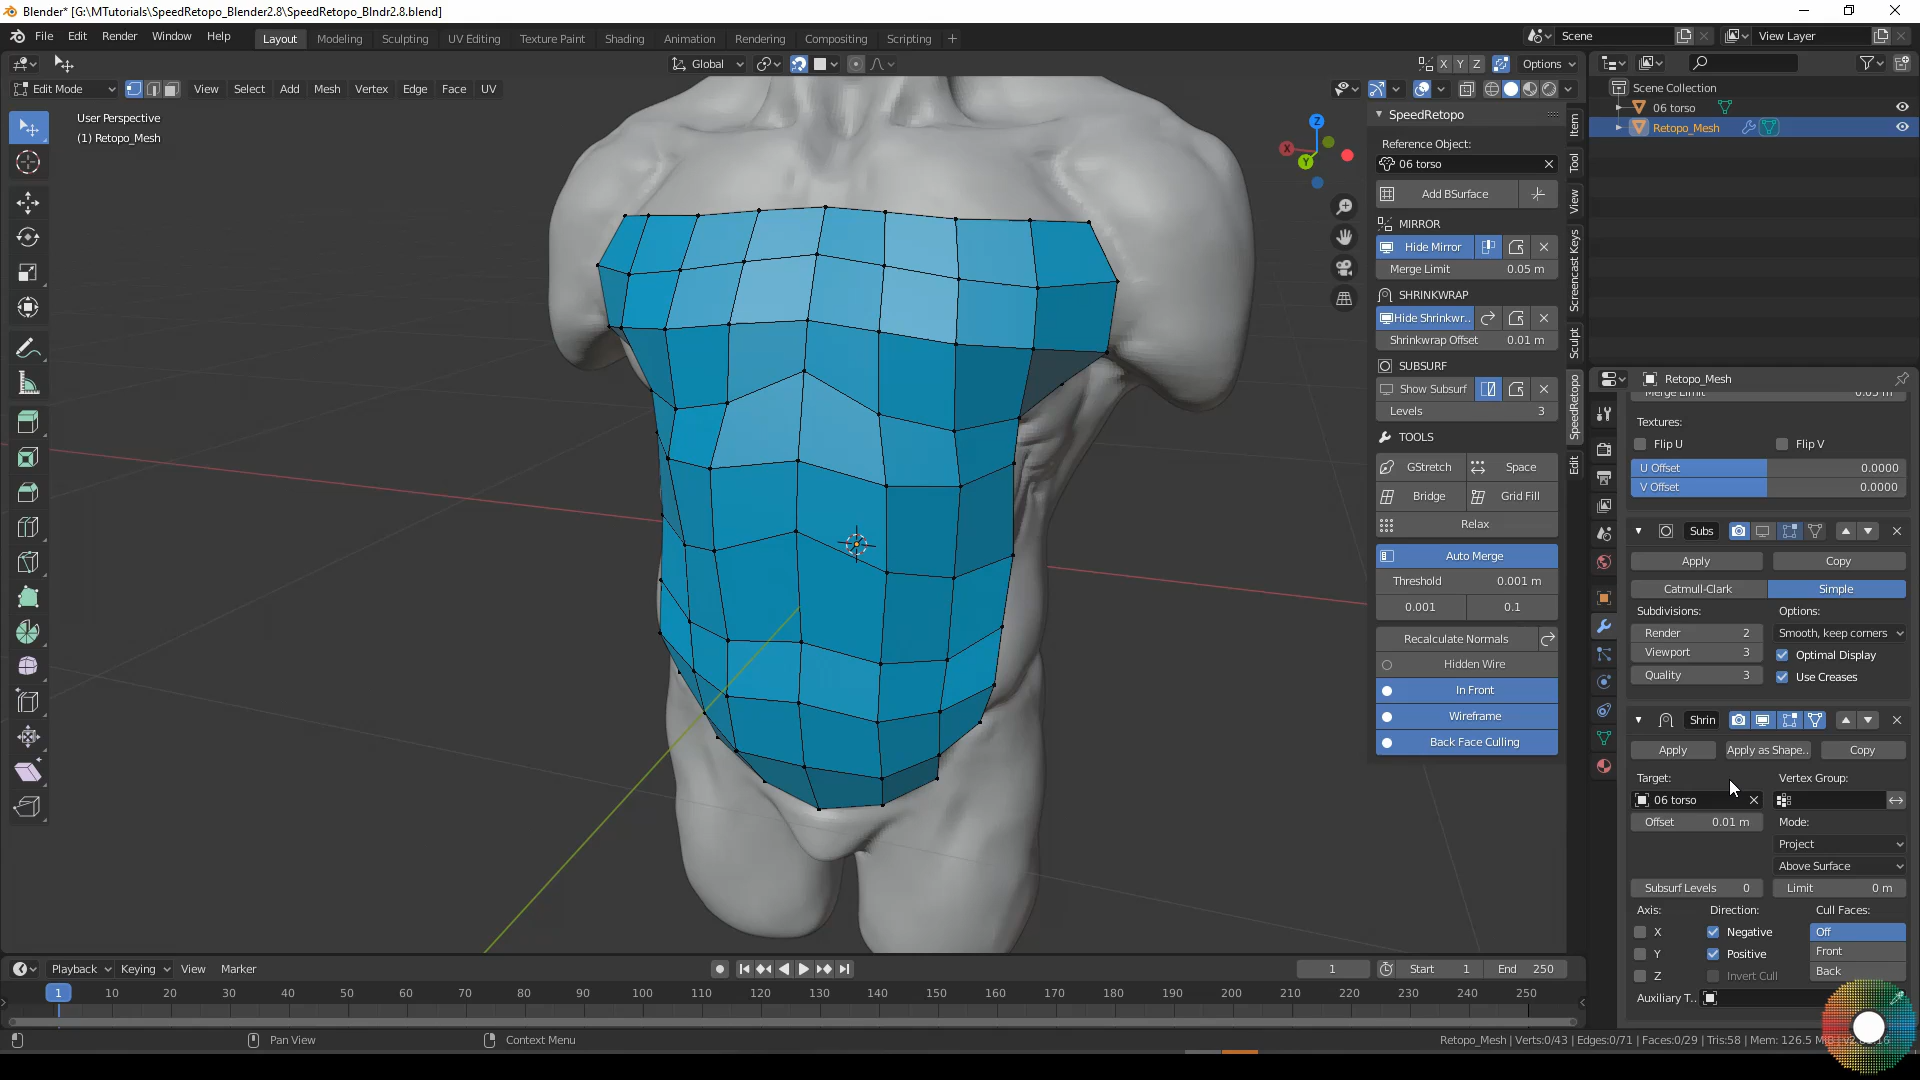 Blender* [G:\MTutorials\SpeedRetopo_Blender2.8\SpeedRetopo_Blndr2.8.blend]
File Edit Render Window Help Layout Modeling Sculpting UV Editing Texture Paint Shading Animation Rendering Compositing Scripting + Scene View Layer
Global X Y Z Options
Edit Mode View Select Add Mesh Vertex Edge Face UV
User Perspective
(1) Retopo_Mesh
Z
X
Y
SpeedRetopo
Reference Object:
06 torso
Add BSurface
MIRROR
Hide Mirror
Merge Limit 0.05 m
SHRINKWRAP
Hide Shrinkwr..
Shrinkwrap Offset 0.01 m
SUBSURF
Show Subsurf
Levels 3
TOOLS
GStretch Space
Bridge Grid Fill
Relax
Auto Merge
Threshold 0.001 m
0.001 0.1
Recalculate Normals
Hidden Wire
In Front
Wireframe
Back Face Culling
Item
Tool
View
Screencast Keys
Sculpt
SpeedRetopo
Edit
Scene Collection
06 torso
Retopo_Mesh
Retopo_Mesh
Merge Limit 0.05 m
Textures:
Flip U Flip V
U Offset 0.0000
V Offset 0.0000
Subs
Apply Copy
Catmull-Clark Simple
Subdivisions: Options:
Render 2 Smooth, keep corners
Viewport 3 Optimal Display
Quality 3 Use Creases
Shrin
Apply Apply as Shape.. Copy
Target: Vertex Group:
06 torso
Offset 0.01 m Mode:
Project
Above Surface
Subsurf Levels 0 Limit 0 m
Axis: Direction: Cull Faces:
X Negative Off
Y Positive Front
Z Invert Cull Back
Auxiliary T..
Playback Keying View Marker 1 Start 1 End 250
1 10 20 30 40 50 60 70 80 90 100 110 120 130 140 150 160 170 180 190 200 210 220 230 240 250
Pan View Context Menu Retopo_Mesh | Verts:0/43 | Edges:0/71 | Faces:0/29 | Tris:58 | Mem: 126.5